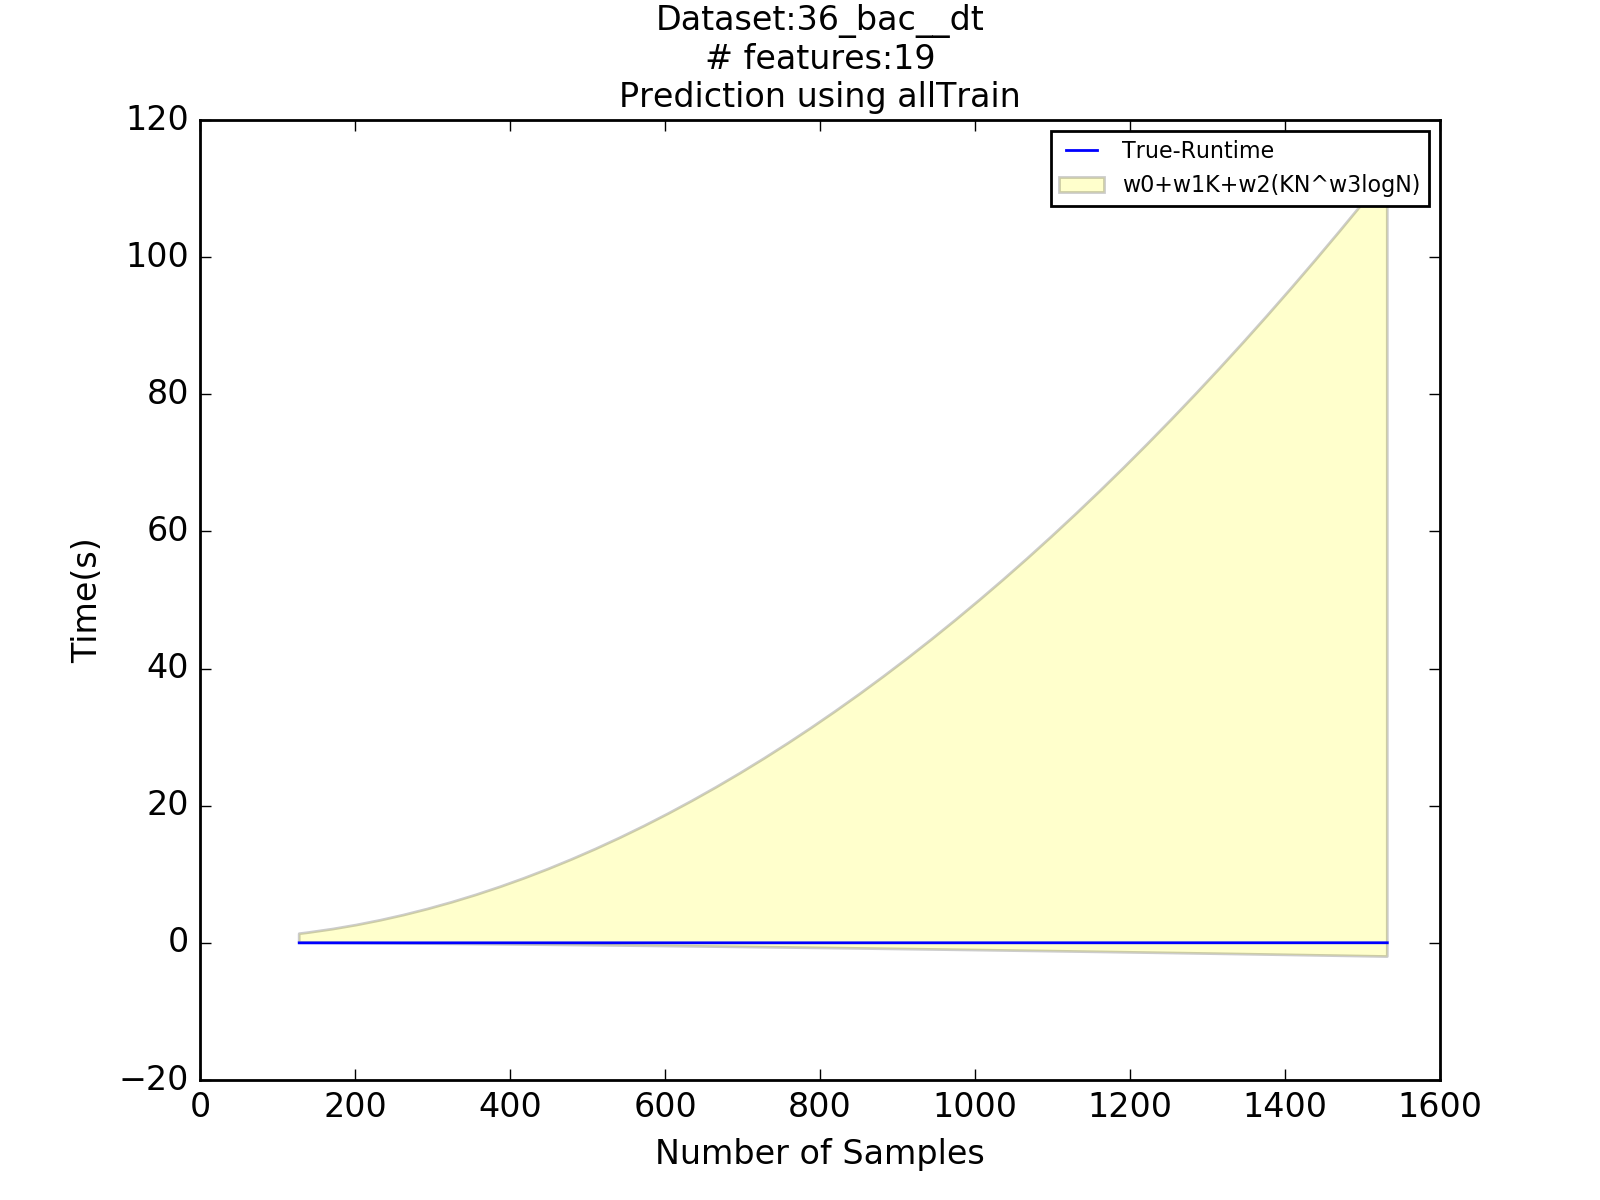 Dataset:36_bac__dt
# features:19
Prediction using allTrain
120
100
80
60
40
20
0
−20
Time(s)
True-Runtime
w0+w1K+w2(KN^w3logN)
0 200 400 600 800 1000 1200 1400 1600
Number of Samples